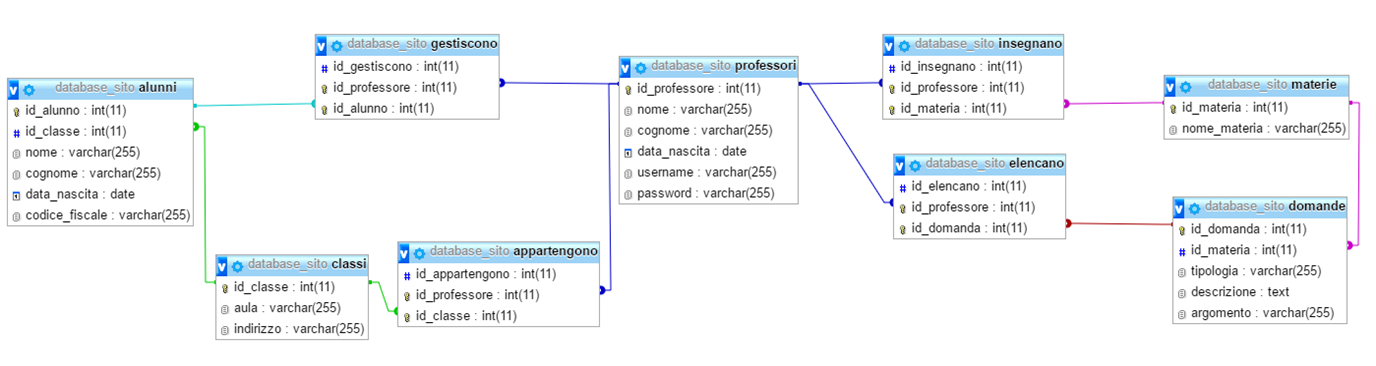 database_sito alunni
id_alunno : int(11)
id_classe : int(11)
nome : varchar(255)
cognome : varchar(255)
data_nascita : date
codice_fiscale : varchar(255)
database_sito gestiscono
id_gestiscono : int(11)
id_professore : int(11)
id_alunno : int(11)
database_sito classi
id_classe : int(11)
aula : varchar(255)
indirizzo : varchar(255)
database_sito appartengono
id_appartengono : int(11)
id_professore : int(11)
id_classe : int(11)
database_sito professori
id_professore : int(11)
nome : varchar(255)
cognome : varchar(255)
data_nascita : date
username : varchar(255)
password : varchar(255)
database_sito insegnano
id_insegnano : int(11)
id_professore : int(11)
id_materia : int(11)
database_sito elencano
id_elencano : int(11)
id_professore : int(11)
id_domanda : int(11)
database_sito materie
id_materia : int(11)
nome_materia : varchar(255)
database_sito domande
id_domanda : int(11)
id_materia : int(11)
tipologia : varchar(255)
descrizione : text
argomento : varchar(255)